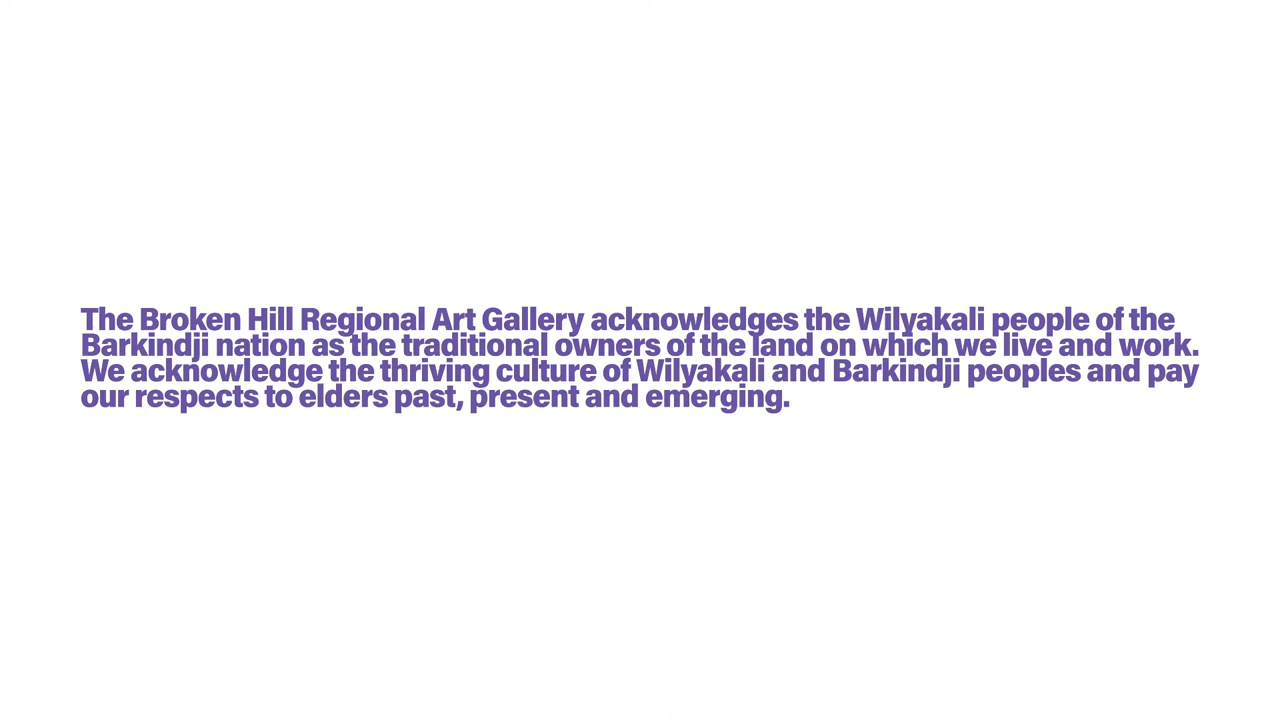 The Broken Hill Regional Art Gallery acknowledges the Wilyakali people of the
Barkindji nation as the traditional owners of the land on which we live and work.
We acknowledge the thriving culture of Wilyakali and Barkindji peoples and pay
our respects to elders past, present and emerging.